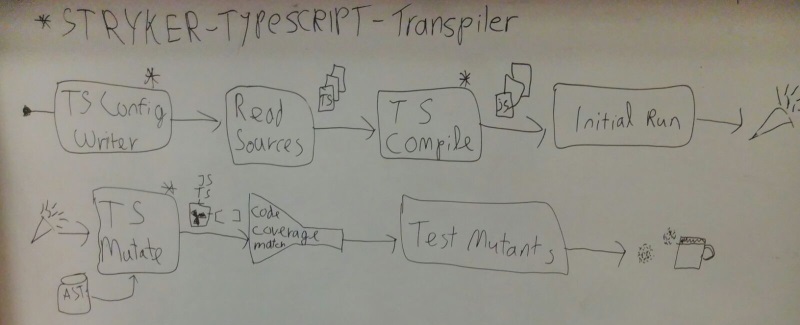 * STRYKER-TYPESCRIPT-Transpiler
*
TS Config
Writer
Read
Sources
TS
*
TS
Compile
JS
Initial Run
*
TS
Mutate
JS
TS
[ ]
Code
coverage
match
Test Mutants
AST